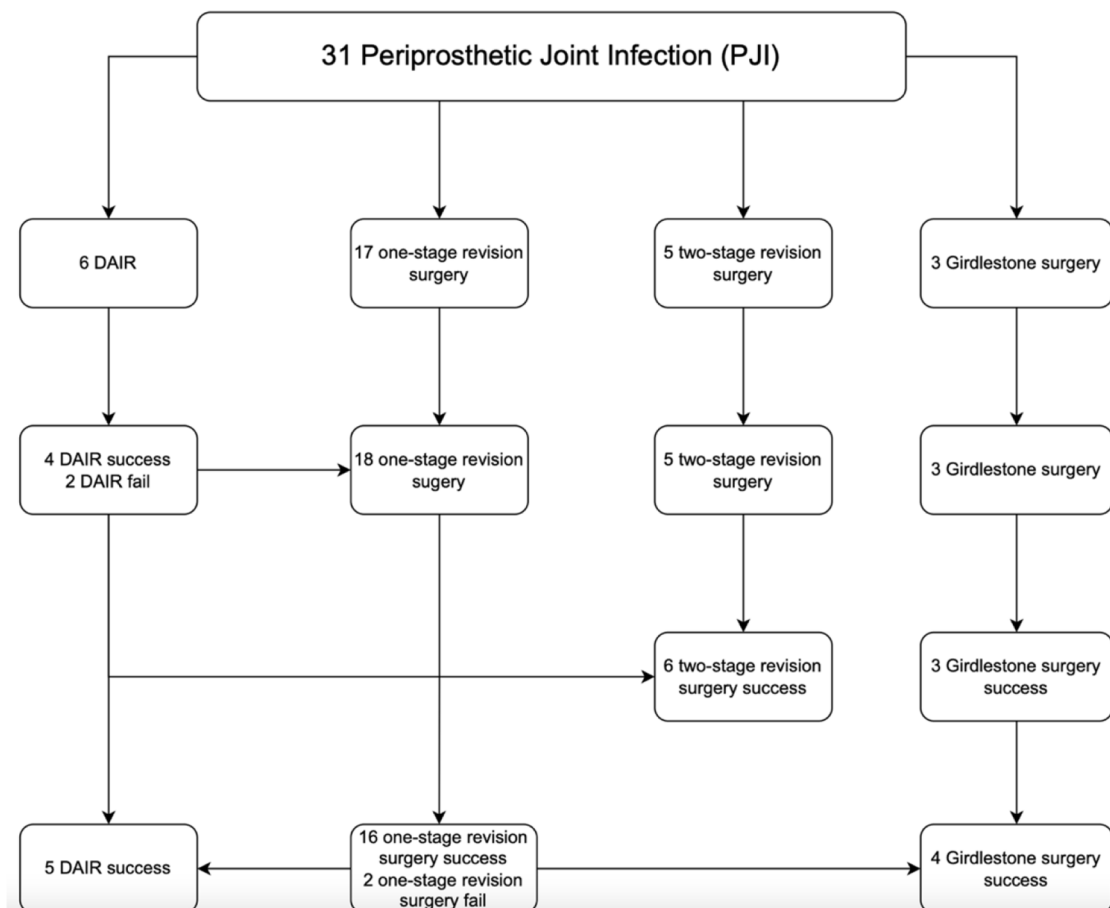 31 Periprosthetic Joint Infection (PJI)
6 DAIR
17 one-stage revision
surgery
5 two-stage revision
surgery
3 Girdlestone surgery
4 DAIR success
2 DAIR fail
18 one-stage revision
sugery
5 two-stage revision
surgery
3 Girdlestone surgery
6 two-stage revision
surgery success
3 Girdlestone surgery
success
5 DAIR success
16 one-stage revision
surgery success
2 one-stage revision
surgery fail
4 Girdlestone surgery
success